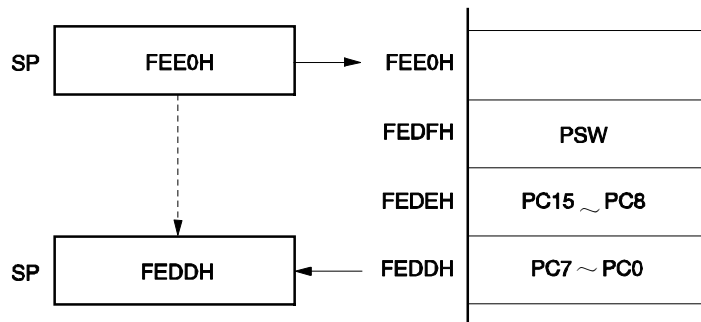 SP FEE0H FEE0H
FEDFH PSW
FEDEH PC15 ~ PC8
SP FEDDH FEDDH PC7 ~ PC0